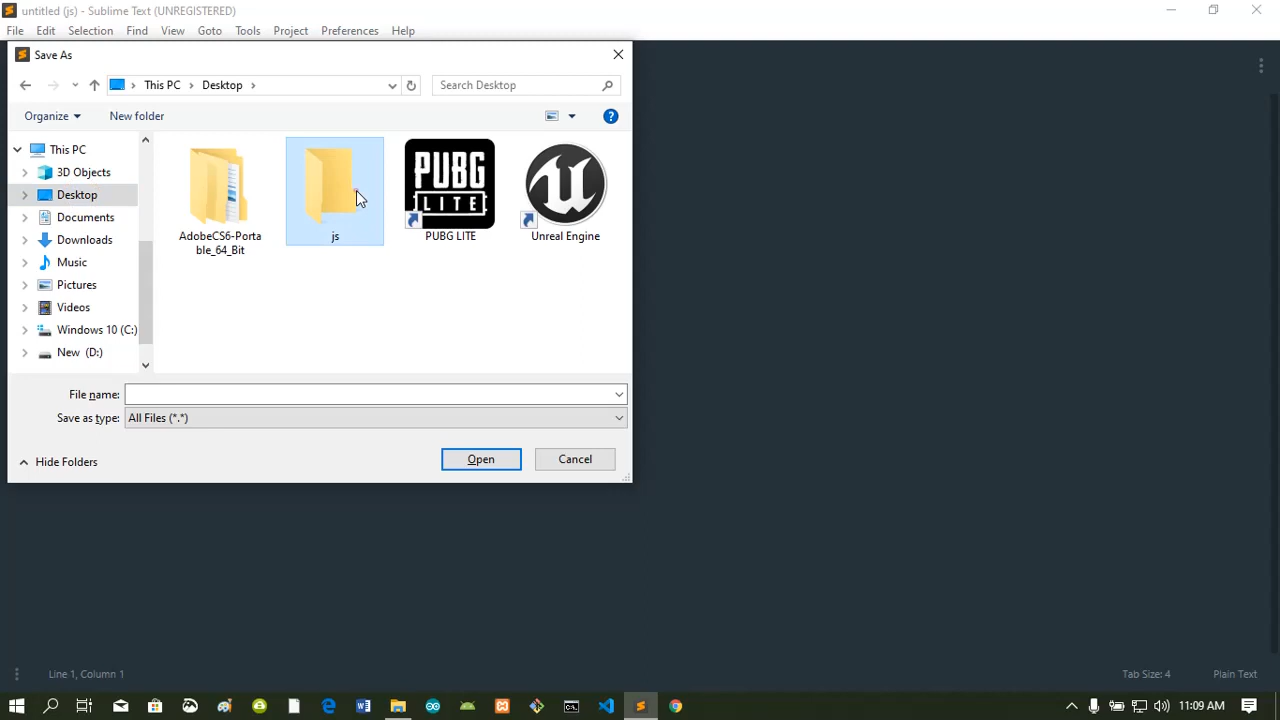 untitled (js) - Sublime Text (UNREGISTERED)
File Edit Selection Find View Goto Tools Project Preferences Help
Save As
This PC Desktop
Search Desktop
Organize New folder
This PC
3D Objects
Desktop
Documents
Downloads
Music
Pictures
Videos
Windows 10 (C:)
New (D:)
AdobeCS6-Porta
ble_64_Bit
js
PUBG
LITE
PUBG LITE
Unreal Engine
File name:
Save as type: All Files (*.*)
Hide Folders
Open Cancel
Line 1, Column 1
Tab Size: 4 Plain Text
11:09 AM